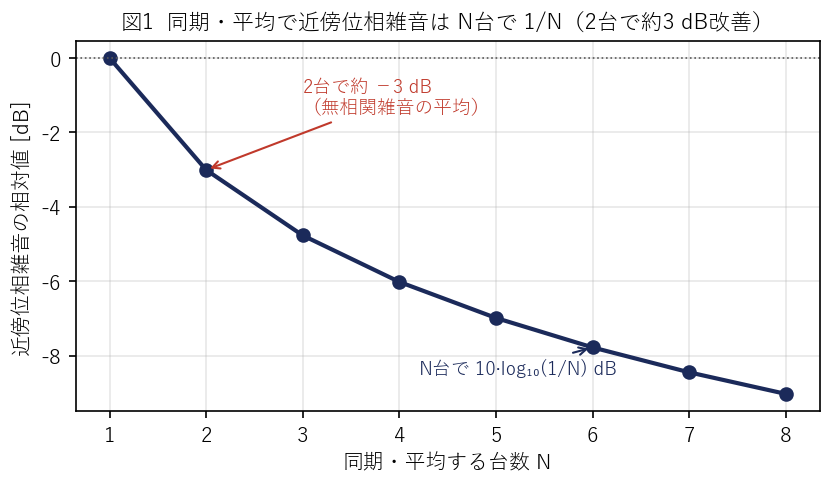 図1 同期・平均で近傍位相雑音は N台で 1/N（2台で約3 dB改善）
近傍位相雑音の相対値 [dB]
0
-2
-4
-6
-8
2台で約 −3 dB
（無相関雑音の平均）
N台で 10·log₁₀(1/N) dB
1 2 3 4 5 6 7 8
同期・平均する台数 N